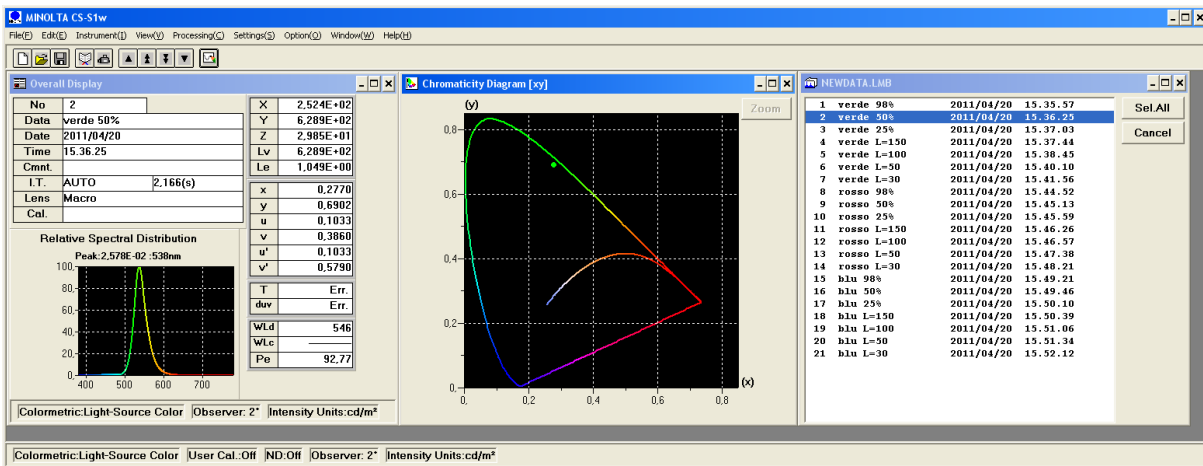 MINOLTA CS-S1w
File(F) Edit(E) Instrument(I) View(V) Processing(C) Settings(S) Option(O) Window(W) Help(H)
Overall Display
No 2
Data verde 50%
Date 2011/04/20
Time 15.36.25
Cmnt.
I.T. AUTO 2,166(s)
Lens Macro
Cal.
X 2,524E+02
Y 6,289E+02
Z 2,985E+01
Lv 6,289E+02
Le 1,049E+00
x 0,2770
y 0,6902
u 0,1033
v 0,3860
u' 0,1033
v' 0,5790
T Err.
duv Err.
WLd 546
WLc
Pe 92,77
Relative Spectral Distribution
Peak:2,578E-02 :538nm
100,
80,
60,
40,
20,
0,
400 500 600 700
Colormetric:Light-Source Color Observer: 2° Intensity Units:cd/m²
Chromaticity Diagram [xy]
Zoom
(y)
0,8
0,6
0,4
0,2
0,
(x)
0, 0,2 0,4 0,6 0,8
NEWDATA.LMB
1 verde 98% 2011/04/20 15.35.57
2 verde 50% 2011/04/20 15.36.25
3 verde 25% 2011/04/20 15.37.03
4 verde L=150 2011/04/20 15.37.44
5 verde L=100 2011/04/20 15.38.45
6 verde L=50 2011/04/20 15.40.10
7 verde L=30 2011/04/20 15.41.56
8 rosso 98% 2011/04/20 15.44.52
9 rosso 50% 2011/04/20 15.45.13
10 rosso 25% 2011/04/20 15.45.59
11 rosso L=150 2011/04/20 15.46.26
12 rosso L=100 2011/04/20 15.46.57
13 rosso L=50 2011/04/20 15.47.38
14 rosso L=30 2011/04/20 15.48.21
15 blu 98% 2011/04/20 15.49.21
16 blu 50% 2011/04/20 15.49.46
17 blu 25% 2011/04/20 15.50.10
18 blu L=150 2011/04/20 15.50.39
19 blu L=100 2011/04/20 15.51.06
20 blu L=50 2011/04/20 15.51.34
21 blu L=30 2011/04/20 15.52.12
Sel.All
Cancel
Colormetric:Light-Source Color User Cal.:Off ND:Off Observer: 2° Intensity Units:cd/m²